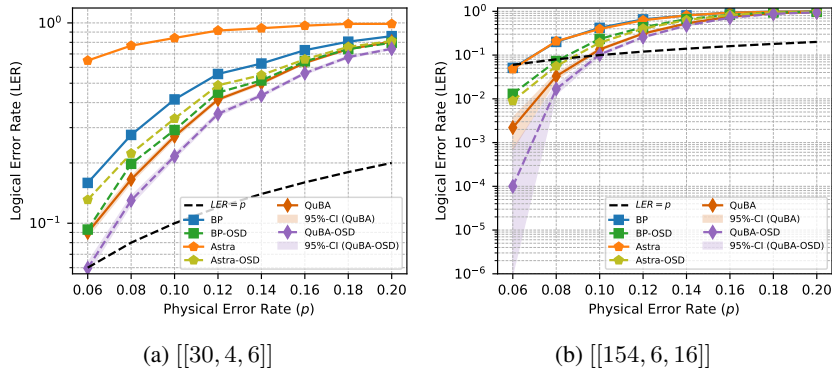 10^0
10^{-1}
Logical Error Rate (LER)
0.06 0.08 0.10 0.12 0.14 0.16 0.18 0.20
Physical Error Rate (p)
LER = p
BP
BP-OSD
Astra
Astra-OSD
QuBA
95%-CI (QuBA)
QuBA-OSD
95%-CI (QuBA-OSD)
(a) [[30, 4, 6]]
10^0
10^{-1}
10^{-2}
10^{-3}
10^{-4}
10^{-5}
10^{-6}
Logical Error Rate (LER)
0.06 0.08 0.10 0.12 0.14 0.16 0.18 0.20
Physical Error Rate (p)
LER = p
BP
BP-OSD
Astra
Astra-OSD
QuBA
95%-CI (QuBA)
QuBA-OSD
95%-CI (QuBA-OSD)
(b) [[154, 6, 16]]